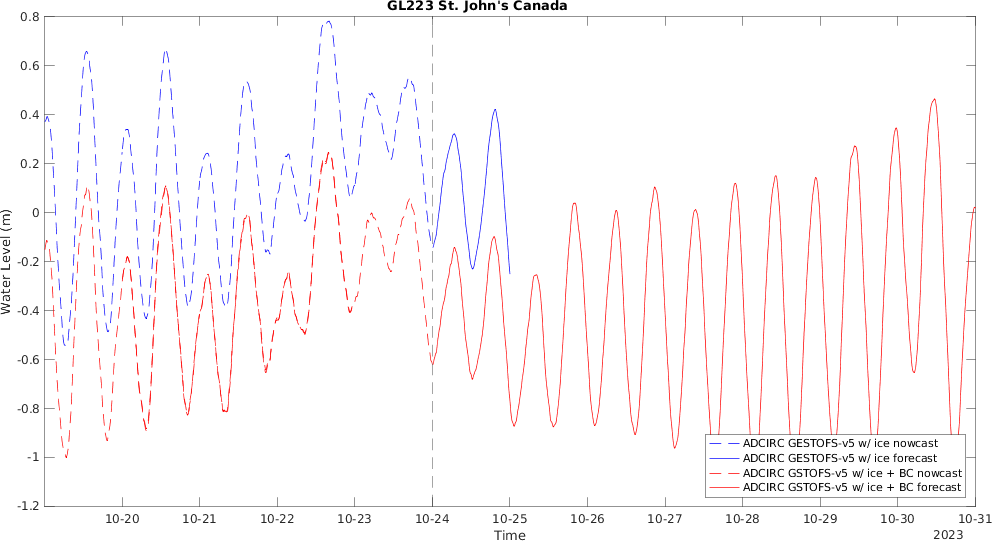 GL223 St. John's Canada
0.8
0.6
0.4
0.2
0
-0.2
-0.4
-0.6
-0.8
-1
-1.2
Water Level (m)
ADCIRC GESTOFS-v5 w/ ice nowcast
ADCIRC GESTOFS-v5 w/ ice forecast
ADCIRC GSTOFS-v5 w/ ice + BC nowcast
ADCIRC GSTOFS-v5 w/ ice + BC forecast
10-20 10-21 10-22 10-23 10-24 10-25 10-26 10-27 10-28 10-29 10-30 10-31
Time
2023